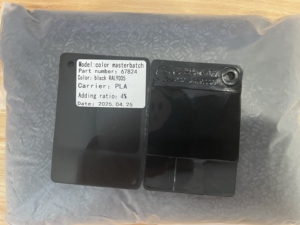 Model:color masterbatch
Part number: 67824
Color: black RAL9005
Carrier: PLA
Adding ratio: 4%
Date: 2025.04.26